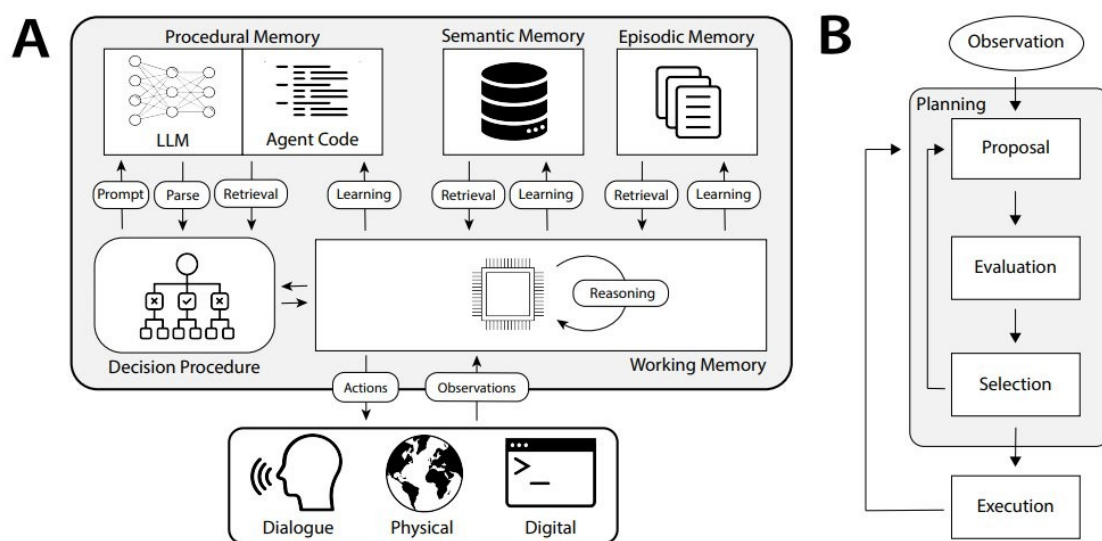 A
Procedural Memory
Semantic Memory
Episodic Memory
LLM
Agent Code
Prompt
Parse
Retrieval
Learning
Retrieval
Learning
Retrieval
Learning
Reasoning
Decision Procedure
Working Memory
Actions
Observations
>_
Dialogue
Physical
Digital
B
Observation
Planning
Proposal
Evaluation
Selection
Execution